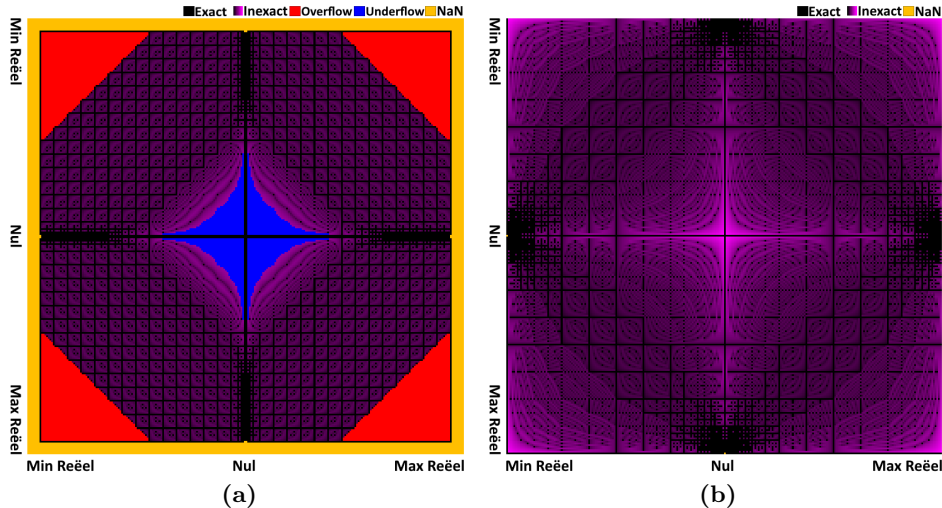 Exact Inexact Overflow Underflow NaN
Min Reëel
Nul
Max Reëel
Min Reëel Nul Max Reëel
(a)
Exact Inexact NaN
Min Reëel
Nul
Max Reëel
Min Reëel Nul Max Reëel
(b)